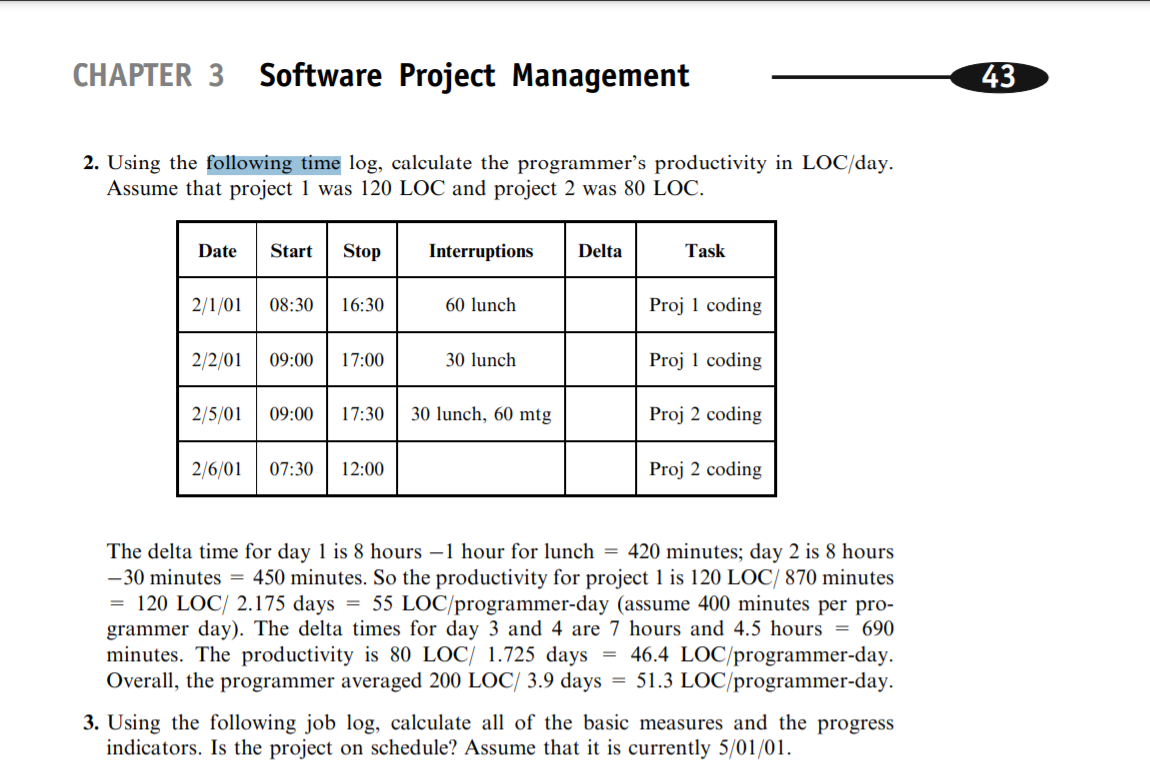 CHAPTER 3 Software Project Management 43
2. Using the following time log, calculate the programmer's productivity in LOC/day.
Assume that project 1 was 120 LOC and project 2 was 80 LOC.
Date Start Stop Interruptions Delta Task
2/1/01 08:30 16:30 60 lunch Proj 1 coding
2/2/01 09:00 17:00 30 lunch Proj 1 coding
2/5/01 09:00 17:30 30 lunch, 60 mtg Proj 2 coding
2/6/01 07:30 12:00 Proj 2 coding
The delta time for day 1 is 8 hours −1 hour for lunch = 420 minutes; day 2 is 8 hours
−30 minutes = 450 minutes. So the productivity for project 1 is 120 LOC/ 870 minutes
= 120 LOC/ 2.175 days = 55 LOC/programmer-day (assume 400 minutes per pro-
grammer day). The delta times for day 3 and 4 are 7 hours and 4.5 hours = 690
minutes. The productivity is 80 LOC/ 1.725 days = 46.4 LOC/programmer-day.
Overall, the programmer averaged 200 LOC/ 3.9 days = 51.3 LOC/programmer-day.
3. Using the following job log, calculate all of the basic measures and the progress
indicators. Is the project on schedule? Assume that it is currently 5/01/01.